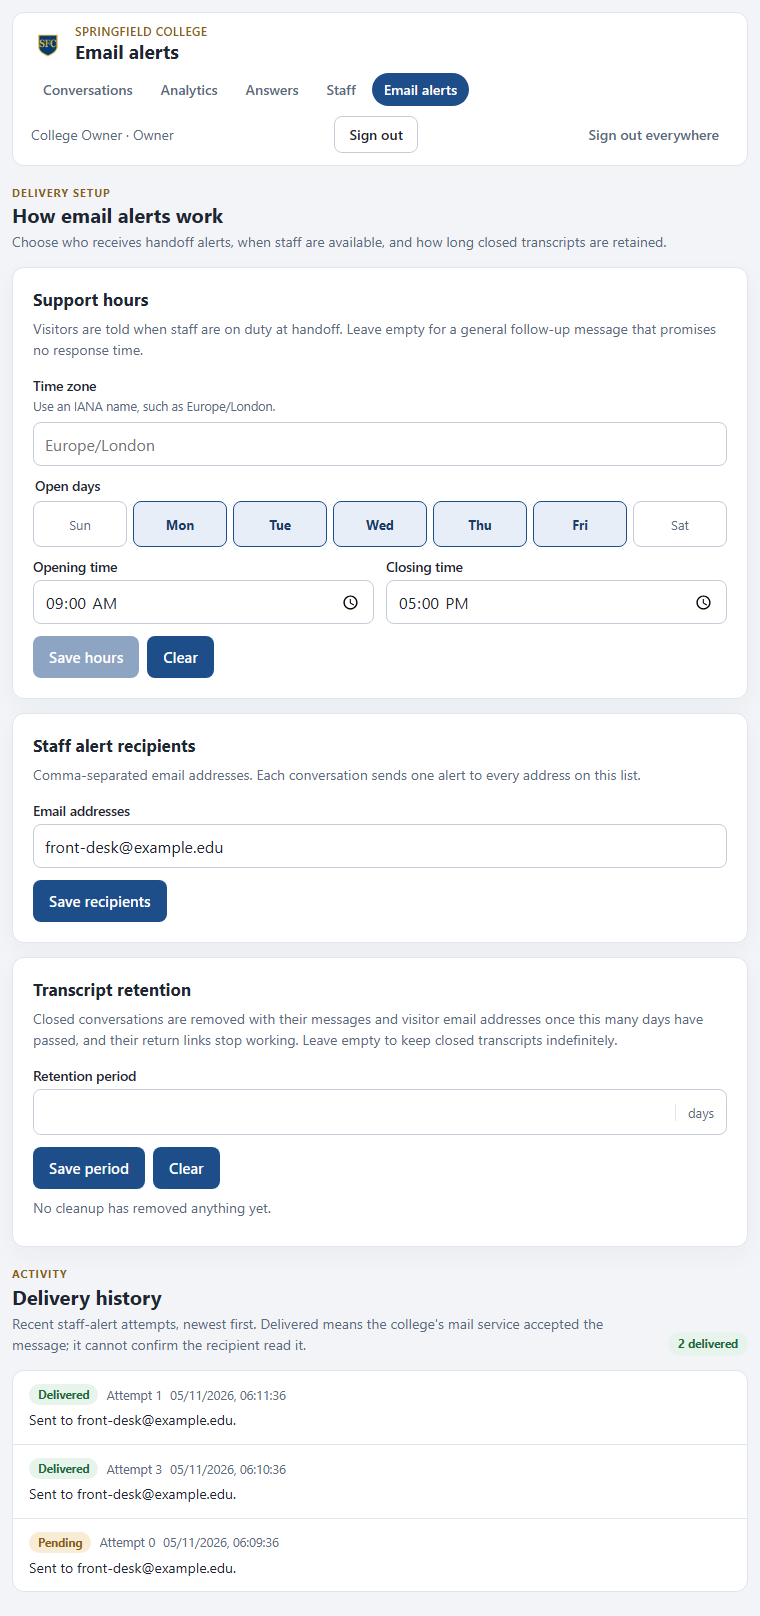 SFC
SPRINGFIELD COLLEGE
Email alerts
Conversations Analytics Answers Staff Email alerts
College Owner · Owner Sign out Sign out everywhere
DELIVERY SETUP
How email alerts work
Choose who receives handoff alerts, when staff are available, and how long closed transcripts are retained.
Support hours
Visitors are told when staff are on duty at handoff. Leave empty for a general follow-up message that promises
no response time.
Time zone
Use an IANA name, such as Europe/London.
Europe/London
Open days
Sun Mon Tue Wed Thu Fri Sat
Opening time Closing time
09:00 AM 05:00 PM
Save hours Clear
Staff alert recipients
Comma-separated email addresses. Each conversation sends one alert to every address on this list.
Email addresses
front-desk@example.edu
Save recipients
Transcript retention
Closed conversations are removed with their messages and visitor email addresses once this many days have
passed, and their return links stop working. Leave empty to keep closed transcripts indefinitely.
Retention period
days
Save period Clear
No cleanup has removed anything yet.
ACTIVITY
Delivery history
Recent staff-alert attempts, newest first. Delivered means the college's mail service accepted the
message; it cannot confirm the recipient read it.
2 delivered
Delivered Attempt 1 05/11/2026, 06:11:36
Sent to front-desk@example.edu.
Delivered Attempt 3 05/11/2026, 06:10:36
Sent to front-desk@example.edu.
Pending Attempt 0 05/11/2026, 06:09:36
Sent to front-desk@example.edu.